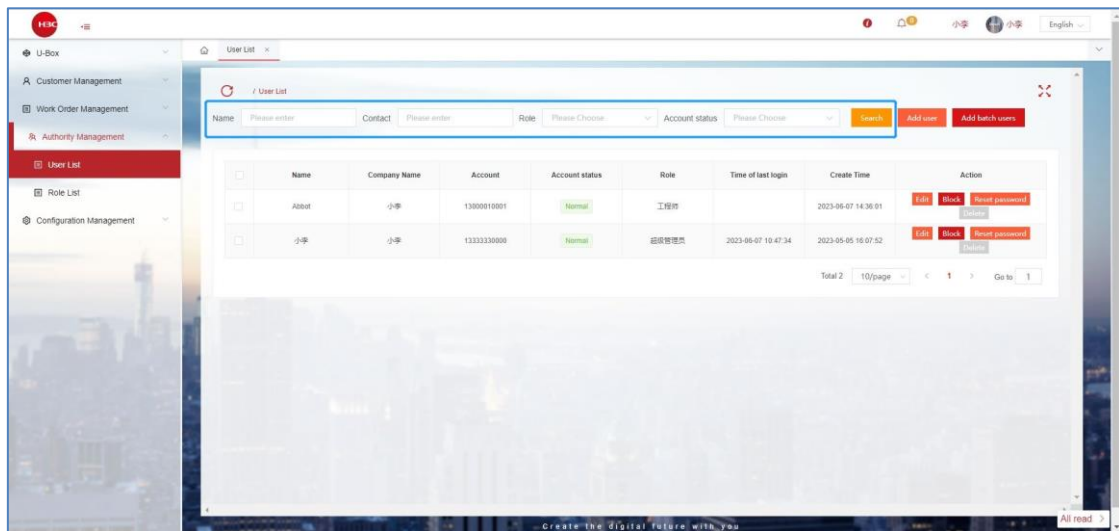 H3C
小李 小李 English
U-Box
User List ×
Customer Management
Work Order Management
Authority Management
User List
Role List
Configuration Management
/ User List
Name Please enter Contact Please enter Role Please Choose Account status Please Choose Search Add user Add batch users
Name Company Name Account Account status Role Time of last login Create Time Action
Abbot 小李 13800010001 Normal 工程师 2023-06-07 14:36:01 Edit Block Reset password Delete
小李 小李 13333330000 Normal 超级管理员 2023-06-07 10:47:34 2023-05-05 16:07:52 Edit Block Reset password Delete
Total 2 10/page < 1 > Go to 1
Create the digital future with you
All read >